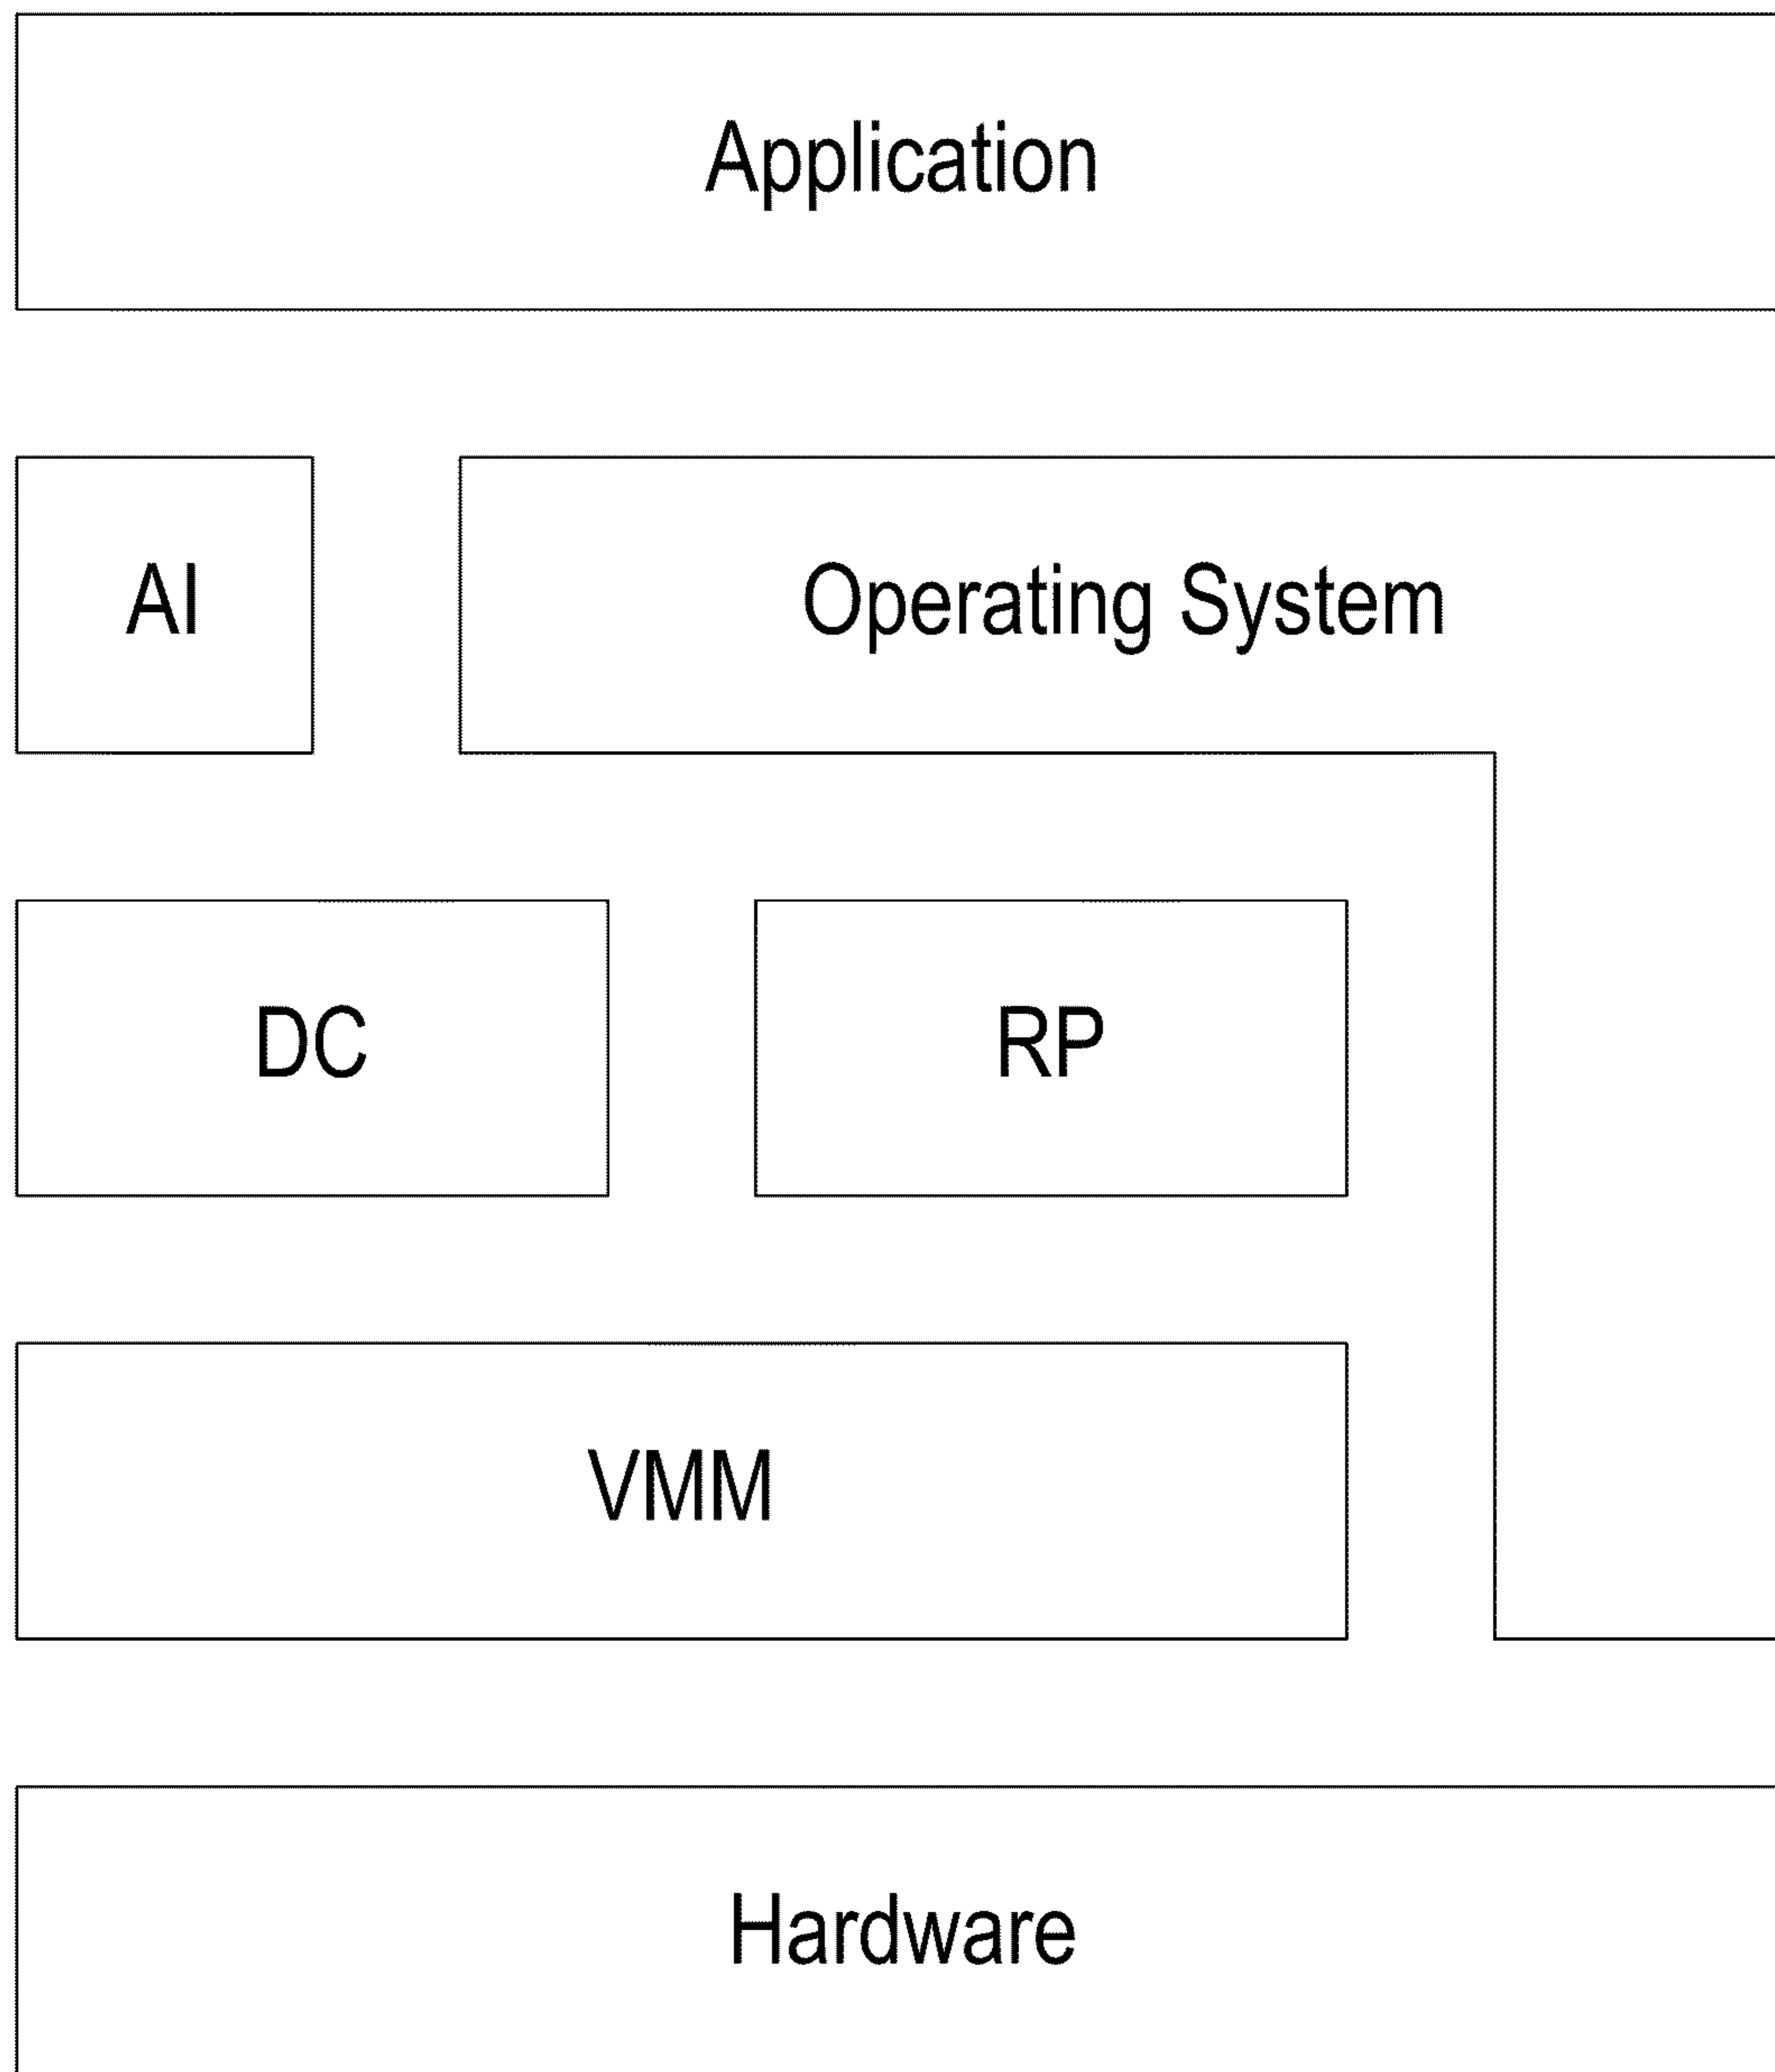 Application
AI
Operating System
DC
RP
VMM
Hardware